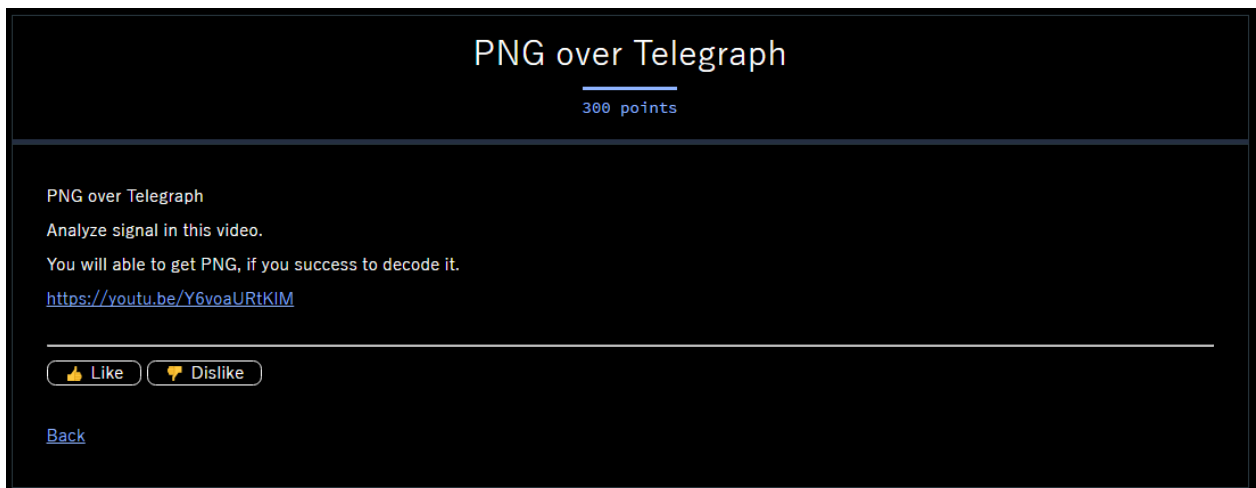 PNG over Telegraph
300 points
PNG over Telegraph
Analyze signal in this video.
You will able to get PNG, if you success to decode it.
https://youtu.be/Y6voaURtKlM
👍 Like 👎 Dislike
Back